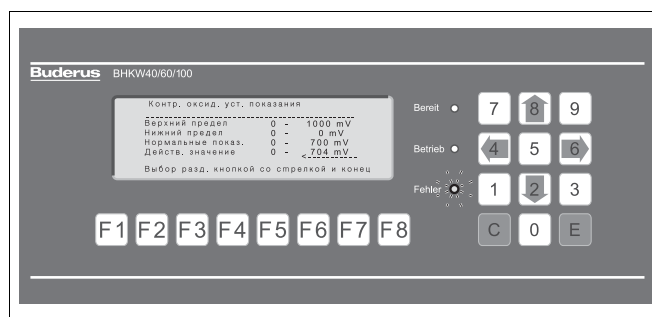 Buderus BHKW40/60/100
Контр. оксид. уст. показания
Верхний предел 0 - 1000 mV
Нижний предел 0 - 0 mV
Нормальные показ. 0 - 700 mV
Действ. значение 0 - 704 mV
<
Выбор разд. кнопкой со стрелкой и конец
Bereit
Betrieb
Fehler
7 8 9
4 5 6
1 2 3
C 0 E
F1 F2 F3 F4 F5 F6 F7 F8